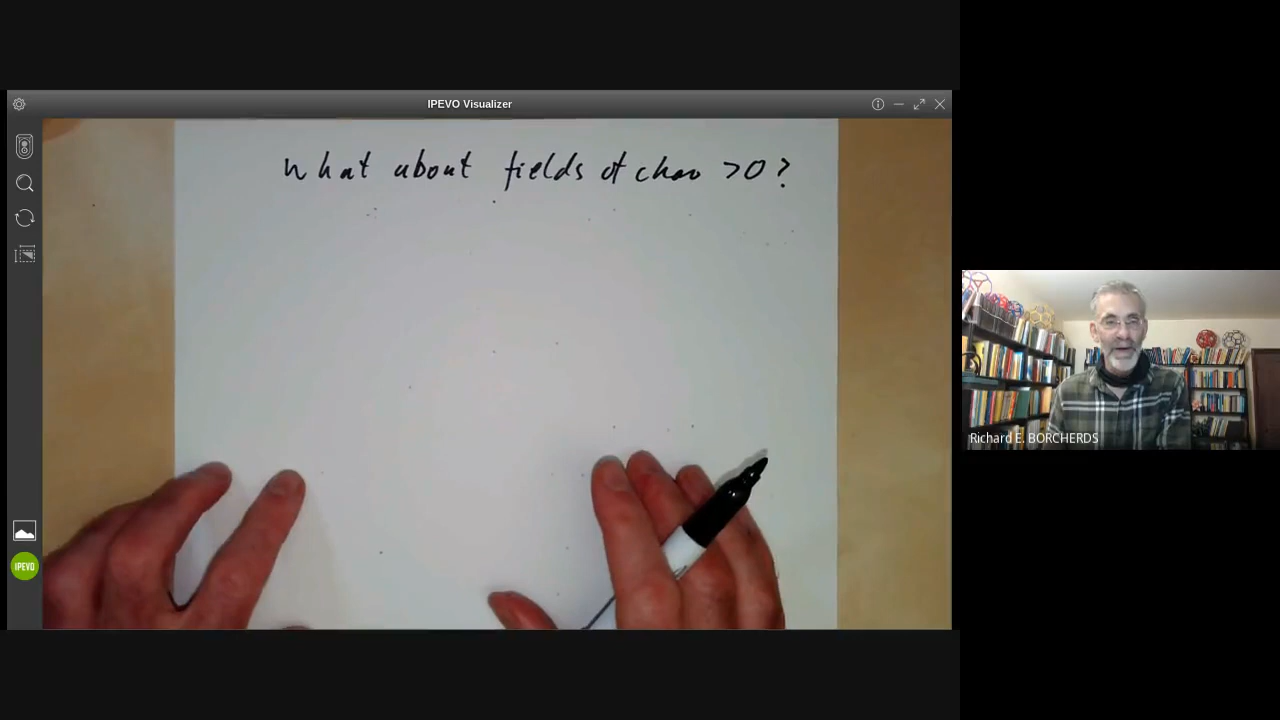 IPEVO Visualizer
What about fields of char >0?
IPEVO
Richard E. BORCHERDS